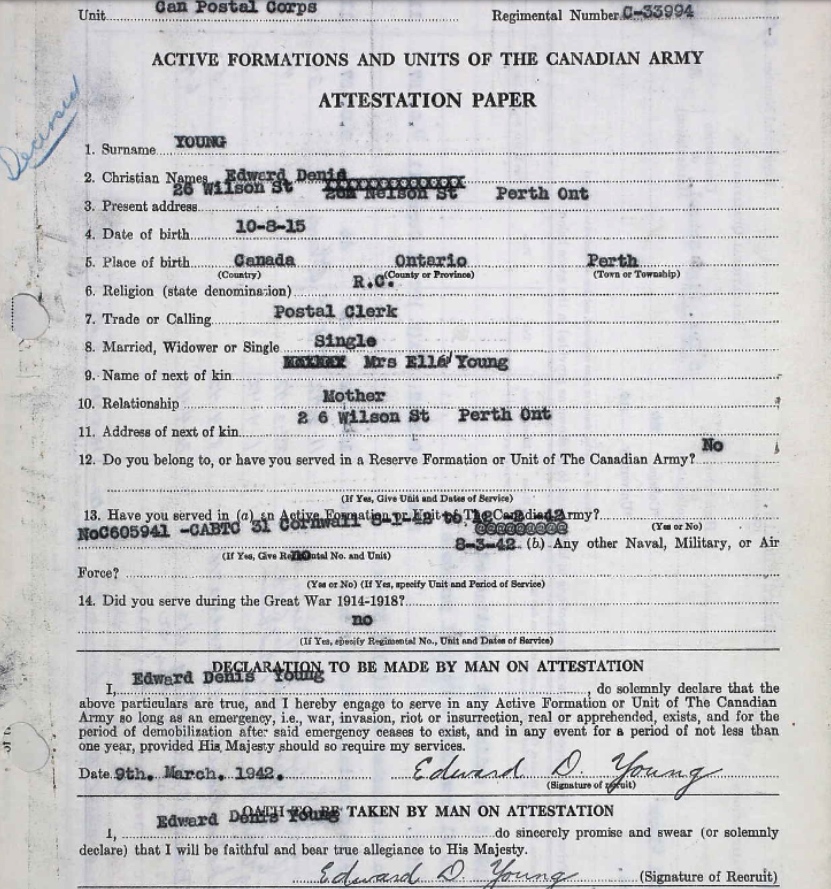 Unit Can Postal Corps Regimental Number C-33994
ACTIVE FORMATIONS AND UNITS OF THE CANADIAN ARMY
ATTESTATION PAPER
Deceased
1. Surname YOUNG
2. Christian Names Edward Denis
26 Wilson St Nelson St Perth Ont
3. Present address
4. Date of birth 10-8-15
5. Place of birth Canada Ontario Perth
(Country) (County or Province) (Town or Township)
6. Religion (state denomination) R.C.
7. Trade or Calling Postal Clerk
8. Married, Widower or Single Single
9. Name of next of kin Mrs Ella Young
10. Relationship Mother
11. Address of next of kin 2 6 Wilson St Perth Ont
12. Do you belong to, or have you served in a Reserve Formation or Unit of The Canadian Army? No
(If Yes, Give Unit and Dates of Service)
13. Have you served in (a) an Active Formation or Unit of The Canadian Army?
(Yes or No)
NoC605941 -CABTC 31 Cornwall to
8-3-42 (b) Any other Naval, Military, or Air
(If Yes, Give Regimental No. and Unit) no
Force?
(Yes or No) (If Yes, specify Unit and Period of Service)
14. Did you serve during the Great War 1914-1918?
no
(If Yes, specify Regimental No., Unit and Dates of Service)
DECLARATION TO BE MADE BY MAN ON ATTESTATION
I, Edward Denis Young, do solemnly declare that the
above particulars are true, and I hereby engage to serve in any Active Formation or Unit of The Canadian
Army so long as an emergency, i.e., war, invasion, riot or insurrection, real or apprehended, exists, and for the
period of demobilization after said emergency ceases to exist, and in any event for a period of not less than
one year, provided His Majesty should so require my services.
Date 9th. March. 1942. Edward D. Young
(Signature of recruit)
OATH TO BE TAKEN BY MAN ON ATTESTATION
I, Edward Denis Young do sincerely promise and swear (or solemnly
declare) that I will be faithful and bear true allegiance to His Majesty.
Edward D. Young (Signature of Recruit)